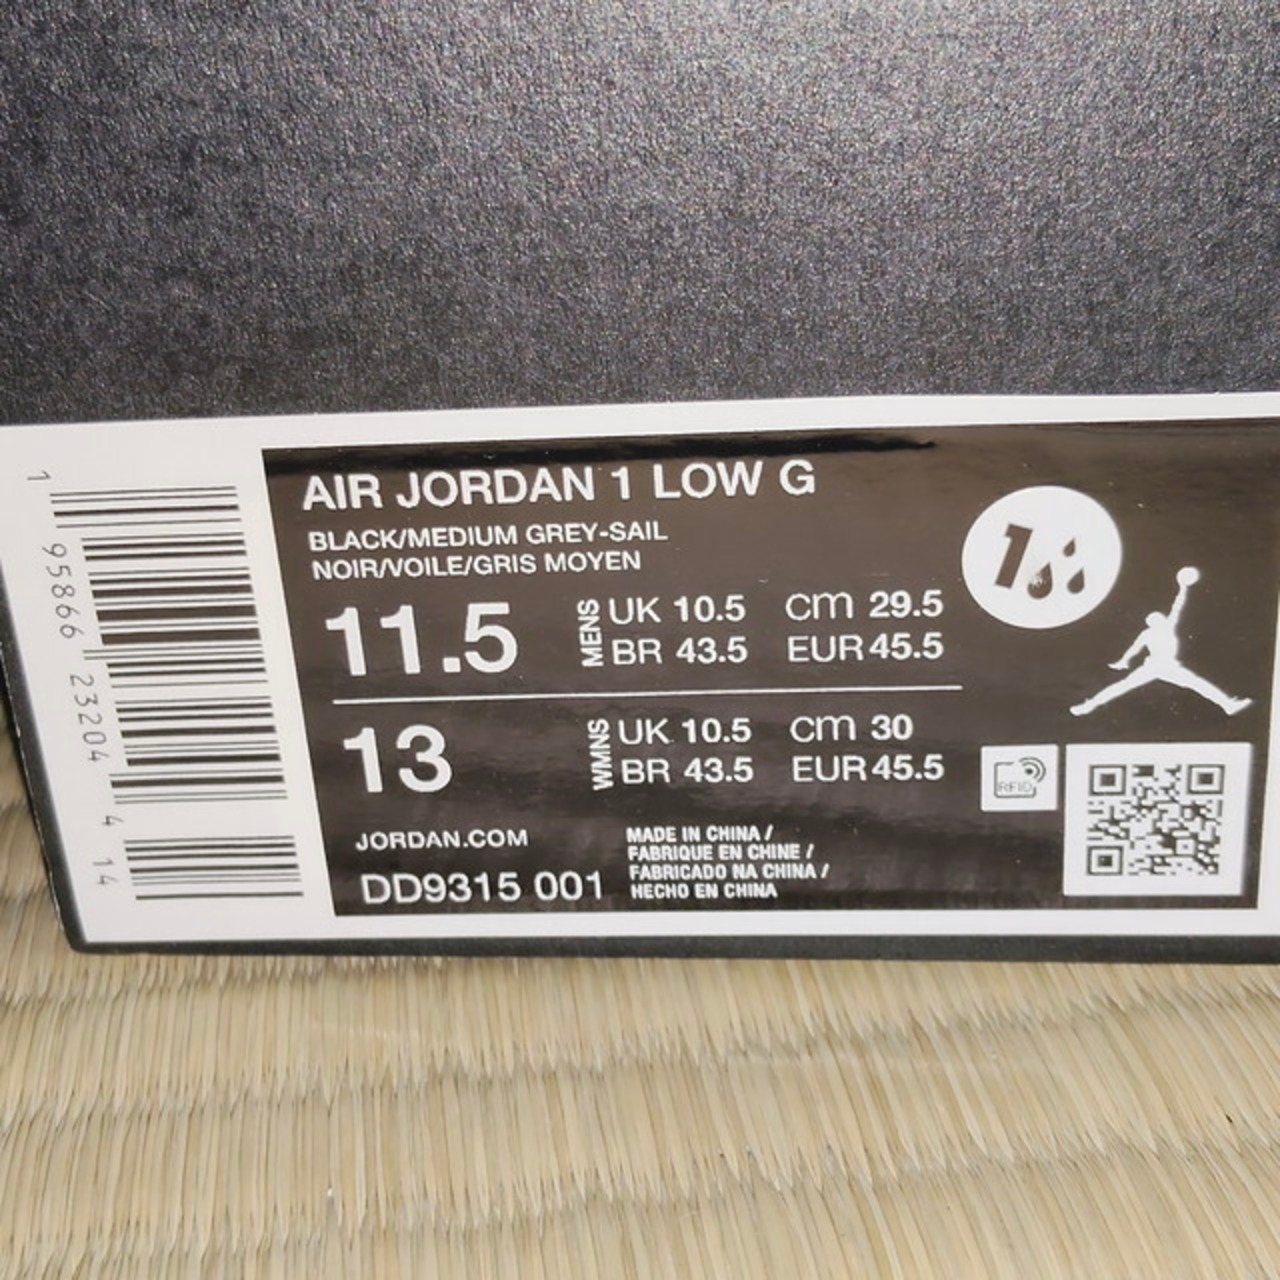 AIR JORDAN 1 LOW G
BLACK/MEDIUM GREY-SAIL
NOIR/VOILE/GRIS MOYEN
11.5 MENS UK 10.5 cm 29.5
BR 43.5 EUR 45.5
13 WMNS UK 10.5 cm 30
BR 43.5 EUR 45.5
JORDAN.COM
DD9315 001
MADE IN CHINA /
FABRIQUE EN CHINE /
FABRICADO NA CHINA /
HECHO EN CHINA
1
RFID
1 95866 23204 4 14